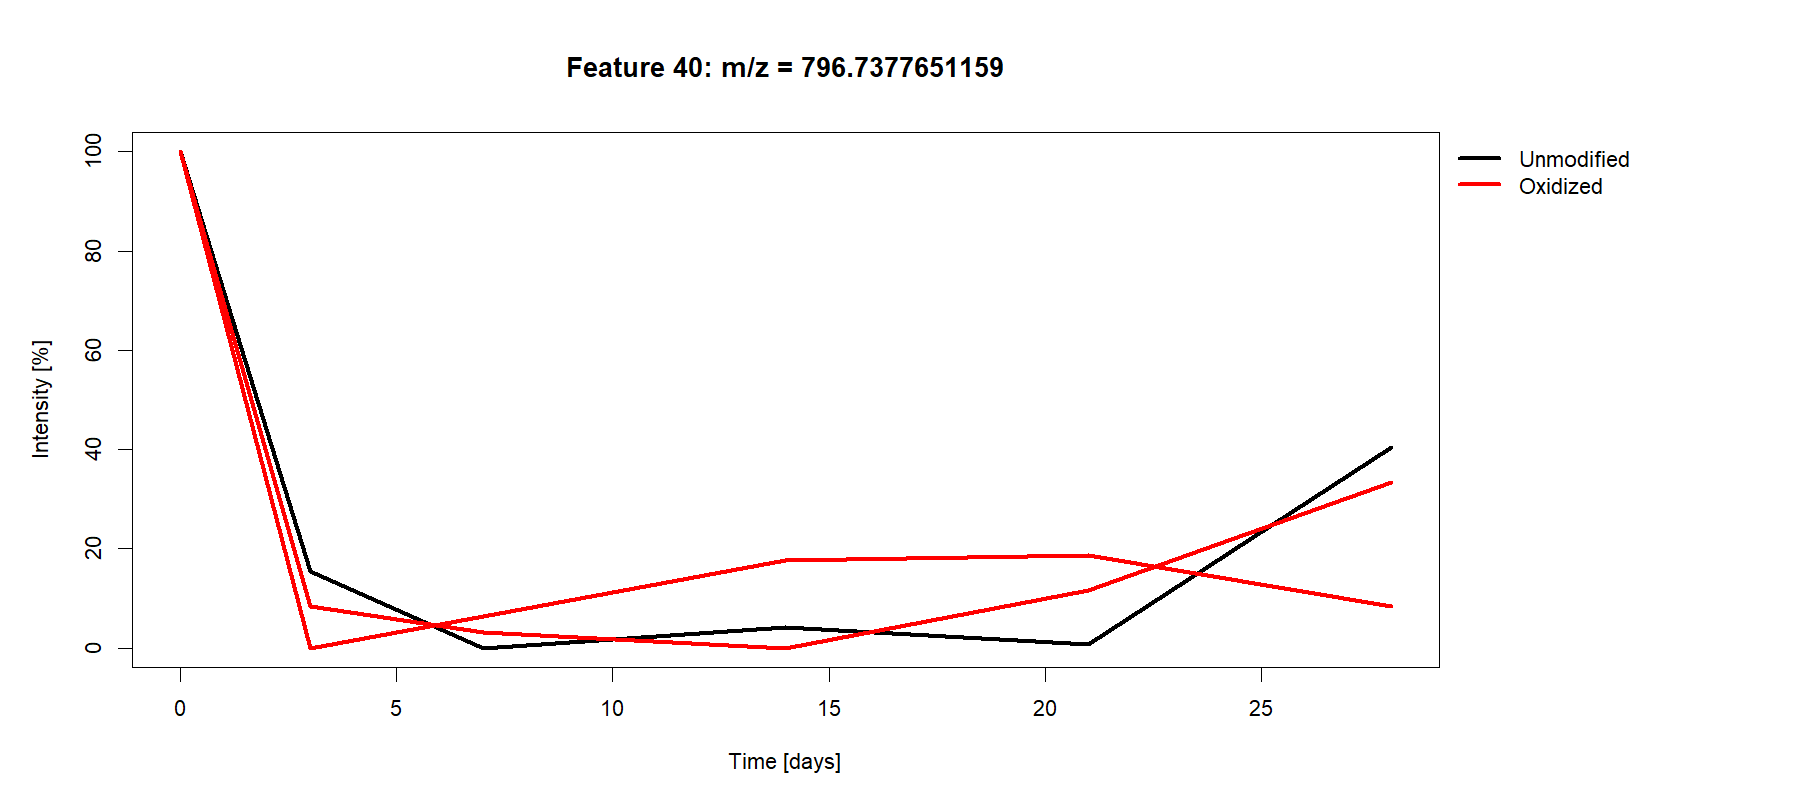 Feature 40: m/z = 796.7377651159
Unmodified
Oxidized
100
80
60
40
20
0
Intensity [%]
0 5 10 15 20 25
Time [days]